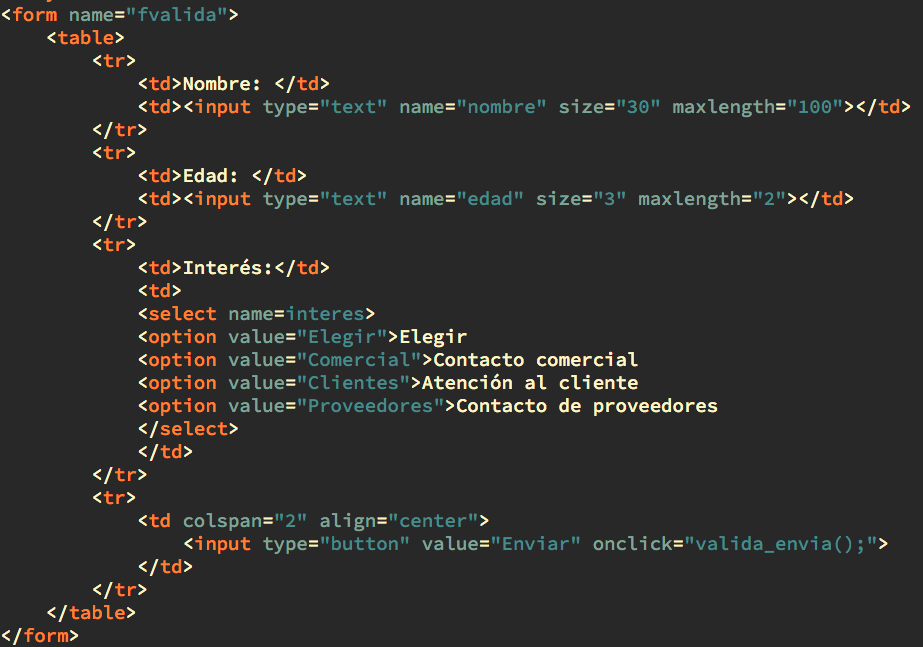 <form name="fvalida">
    <table>
        <tr>
            <td>Nombre: </td>
            <td><input type="text" name="nombre" size="30" maxlength="100"></td>
        </tr>
        <tr>
            <td>Edad: </td>
            <td><input type="text" name="edad" size="3" maxlength="2"></td>
        </tr>
        <tr>
            <td>Interés:</td>
            <td>
            <select name=interes>
            <option value="Elegir">Elegir
            <option value="Comercial">Contacto comercial
            <option value="Clientes">Atención al cliente
            <option value="Proveedores">Contacto de proveedores
            </select>
            </td>
        </tr>
        <tr>
            <td colspan="2" align="center">
                <input type="button" value="Enviar" onclick="valida_envia();">
            </td>
        </tr>
    </table>
</form>